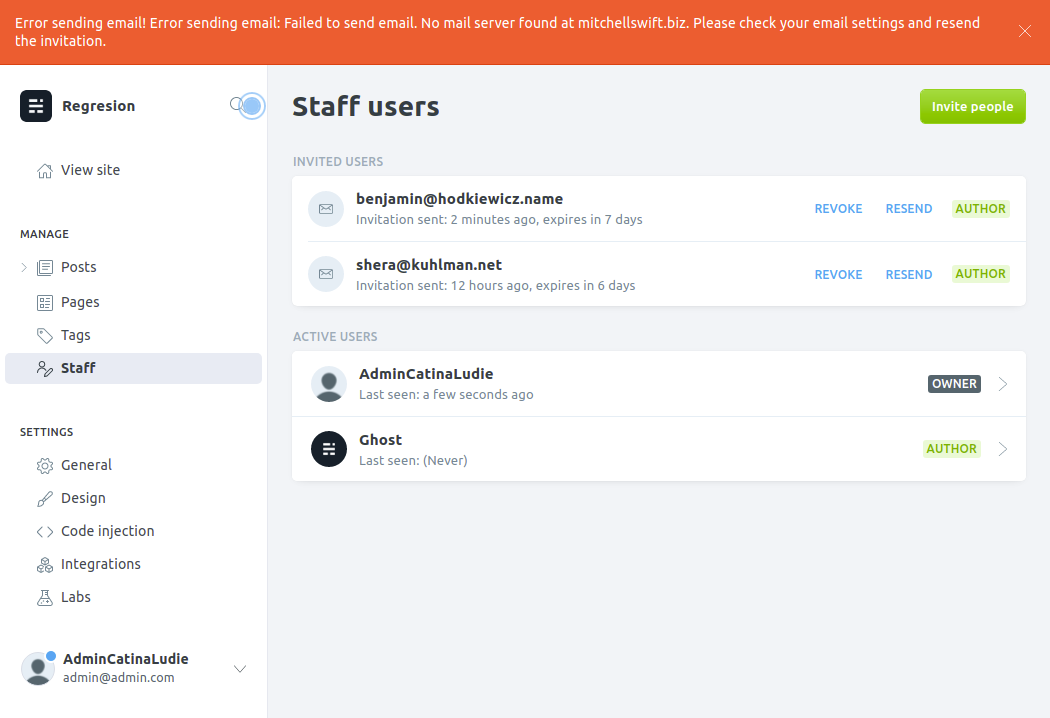 Error sending email! Error sending email: Failed to send email. No mail server found at mitchellswift.biz. Please check your email settings and resend
the invitation.
Regresion
View site
MANAGE
Posts
Pages
Tags
Staff
SETTINGS
General
Design
Code injection
Integrations
Labs
AdminCatinaLudie
admin@admin.com
Staff users
Invite people
INVITED USERS
benjamin@hodkiewicz.name
Invitation sent: 2 minutes ago, expires in 7 days
REVOKE RESEND AUTHOR
shera@kuhlman.net
Invitation sent: 12 hours ago, expires in 6 days
REVOKE RESEND AUTHOR
ACTIVE USERS
AdminCatinaLudie
Last seen: a few seconds ago
OWNER
Ghost
Last seen: (Never)
AUTHOR